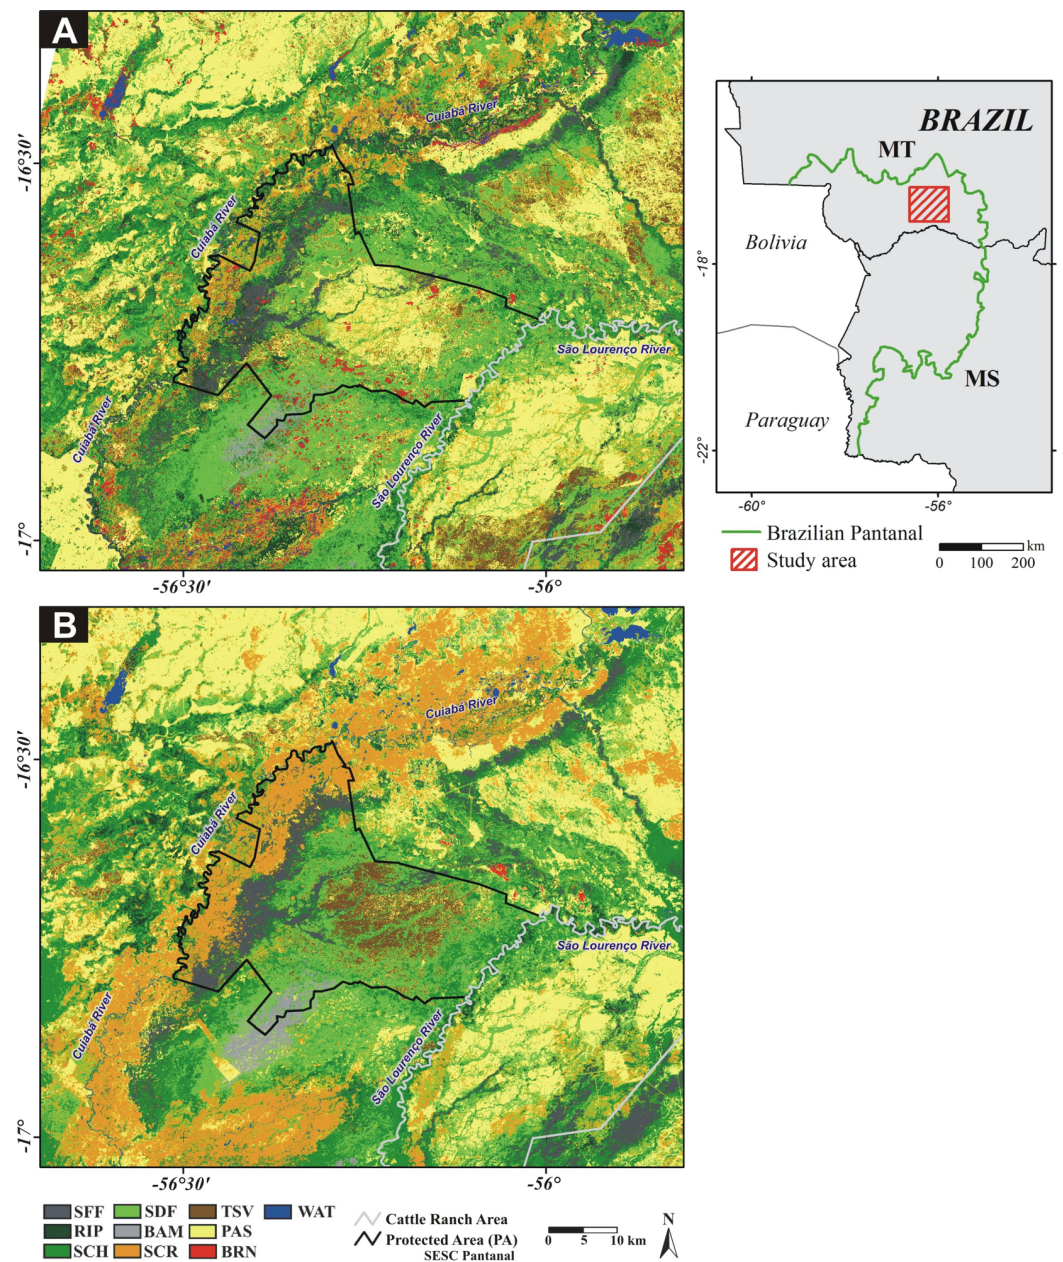 A
Cuiabá River
Cuiabá River
Cuiabá River
São Lourenço River
São Lourenço River
-16°30'
-17°
-56°30'
-56°
BRAZIL
MT
Bolivia
-18°
MS
Paraguay
-22°
-60°
-56°
Brazilian Pantanal
Study area
km
0 100 200
B
Cuiabá River
Cuiabá River
Cuiabá River
São Lourenço River
São Lourenço River
-16°30'
-17°
-56°30'
-56°
SFF SDF TSV WAT
RIP BAM PAS
SCH SCR BRN
Cattle Ranch Area
Protected Area (PA)
SESC Pantanal
0 5 10 km
N